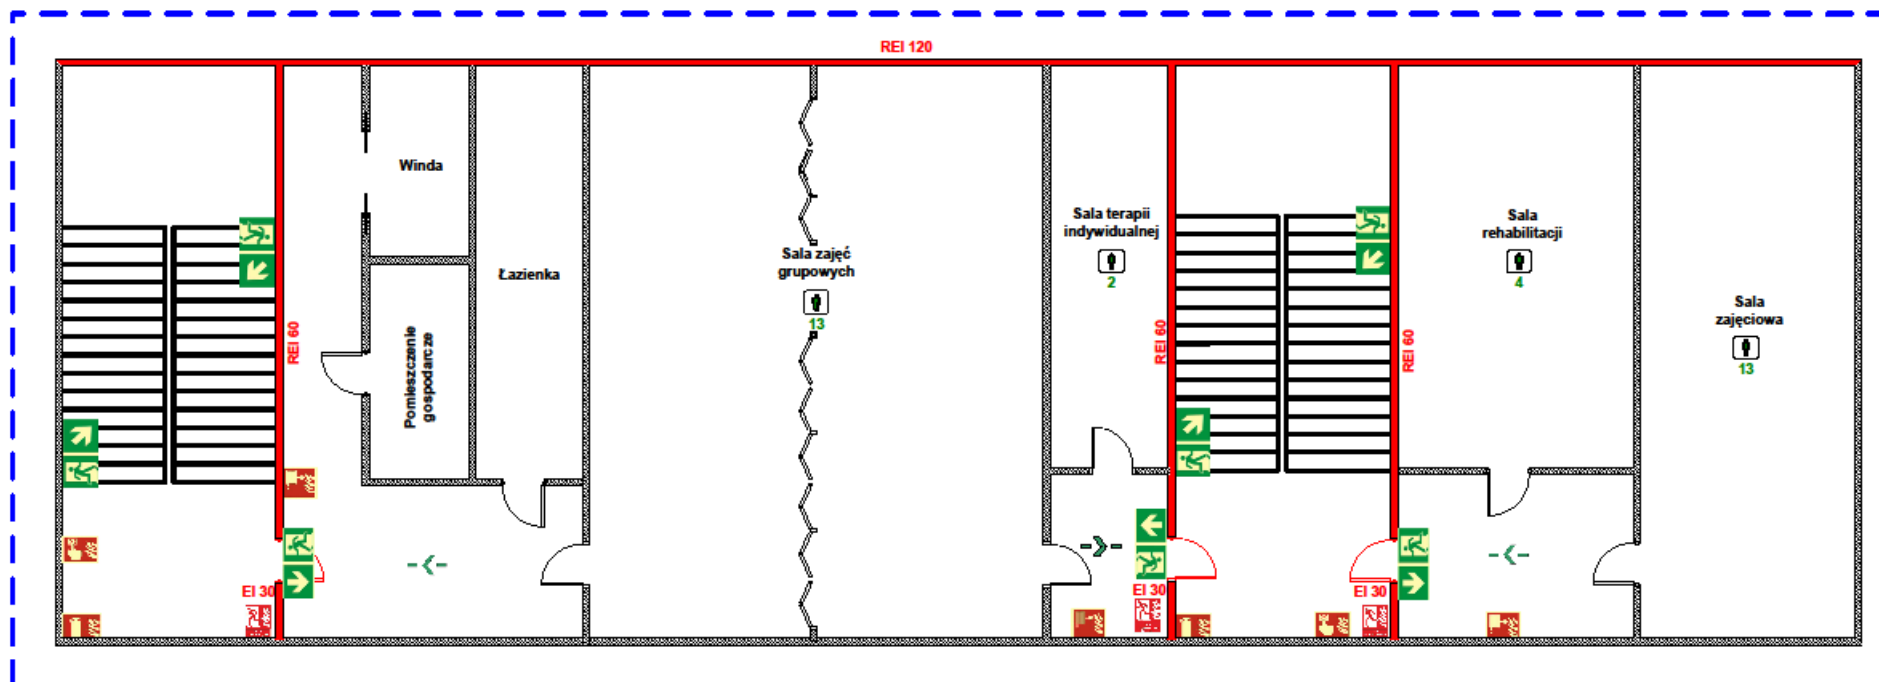 REI 120
Winda
Łazienka
Sala zajęć
grupowych
13
Sala terapii
indywidualnej
2
Sala
rehabilitacji
4
Sala
zajęciowa
13
REI 60
Pomieszczenie
gospodarcze
REI 60
REI 60
EI 30
EI 30
EI 30